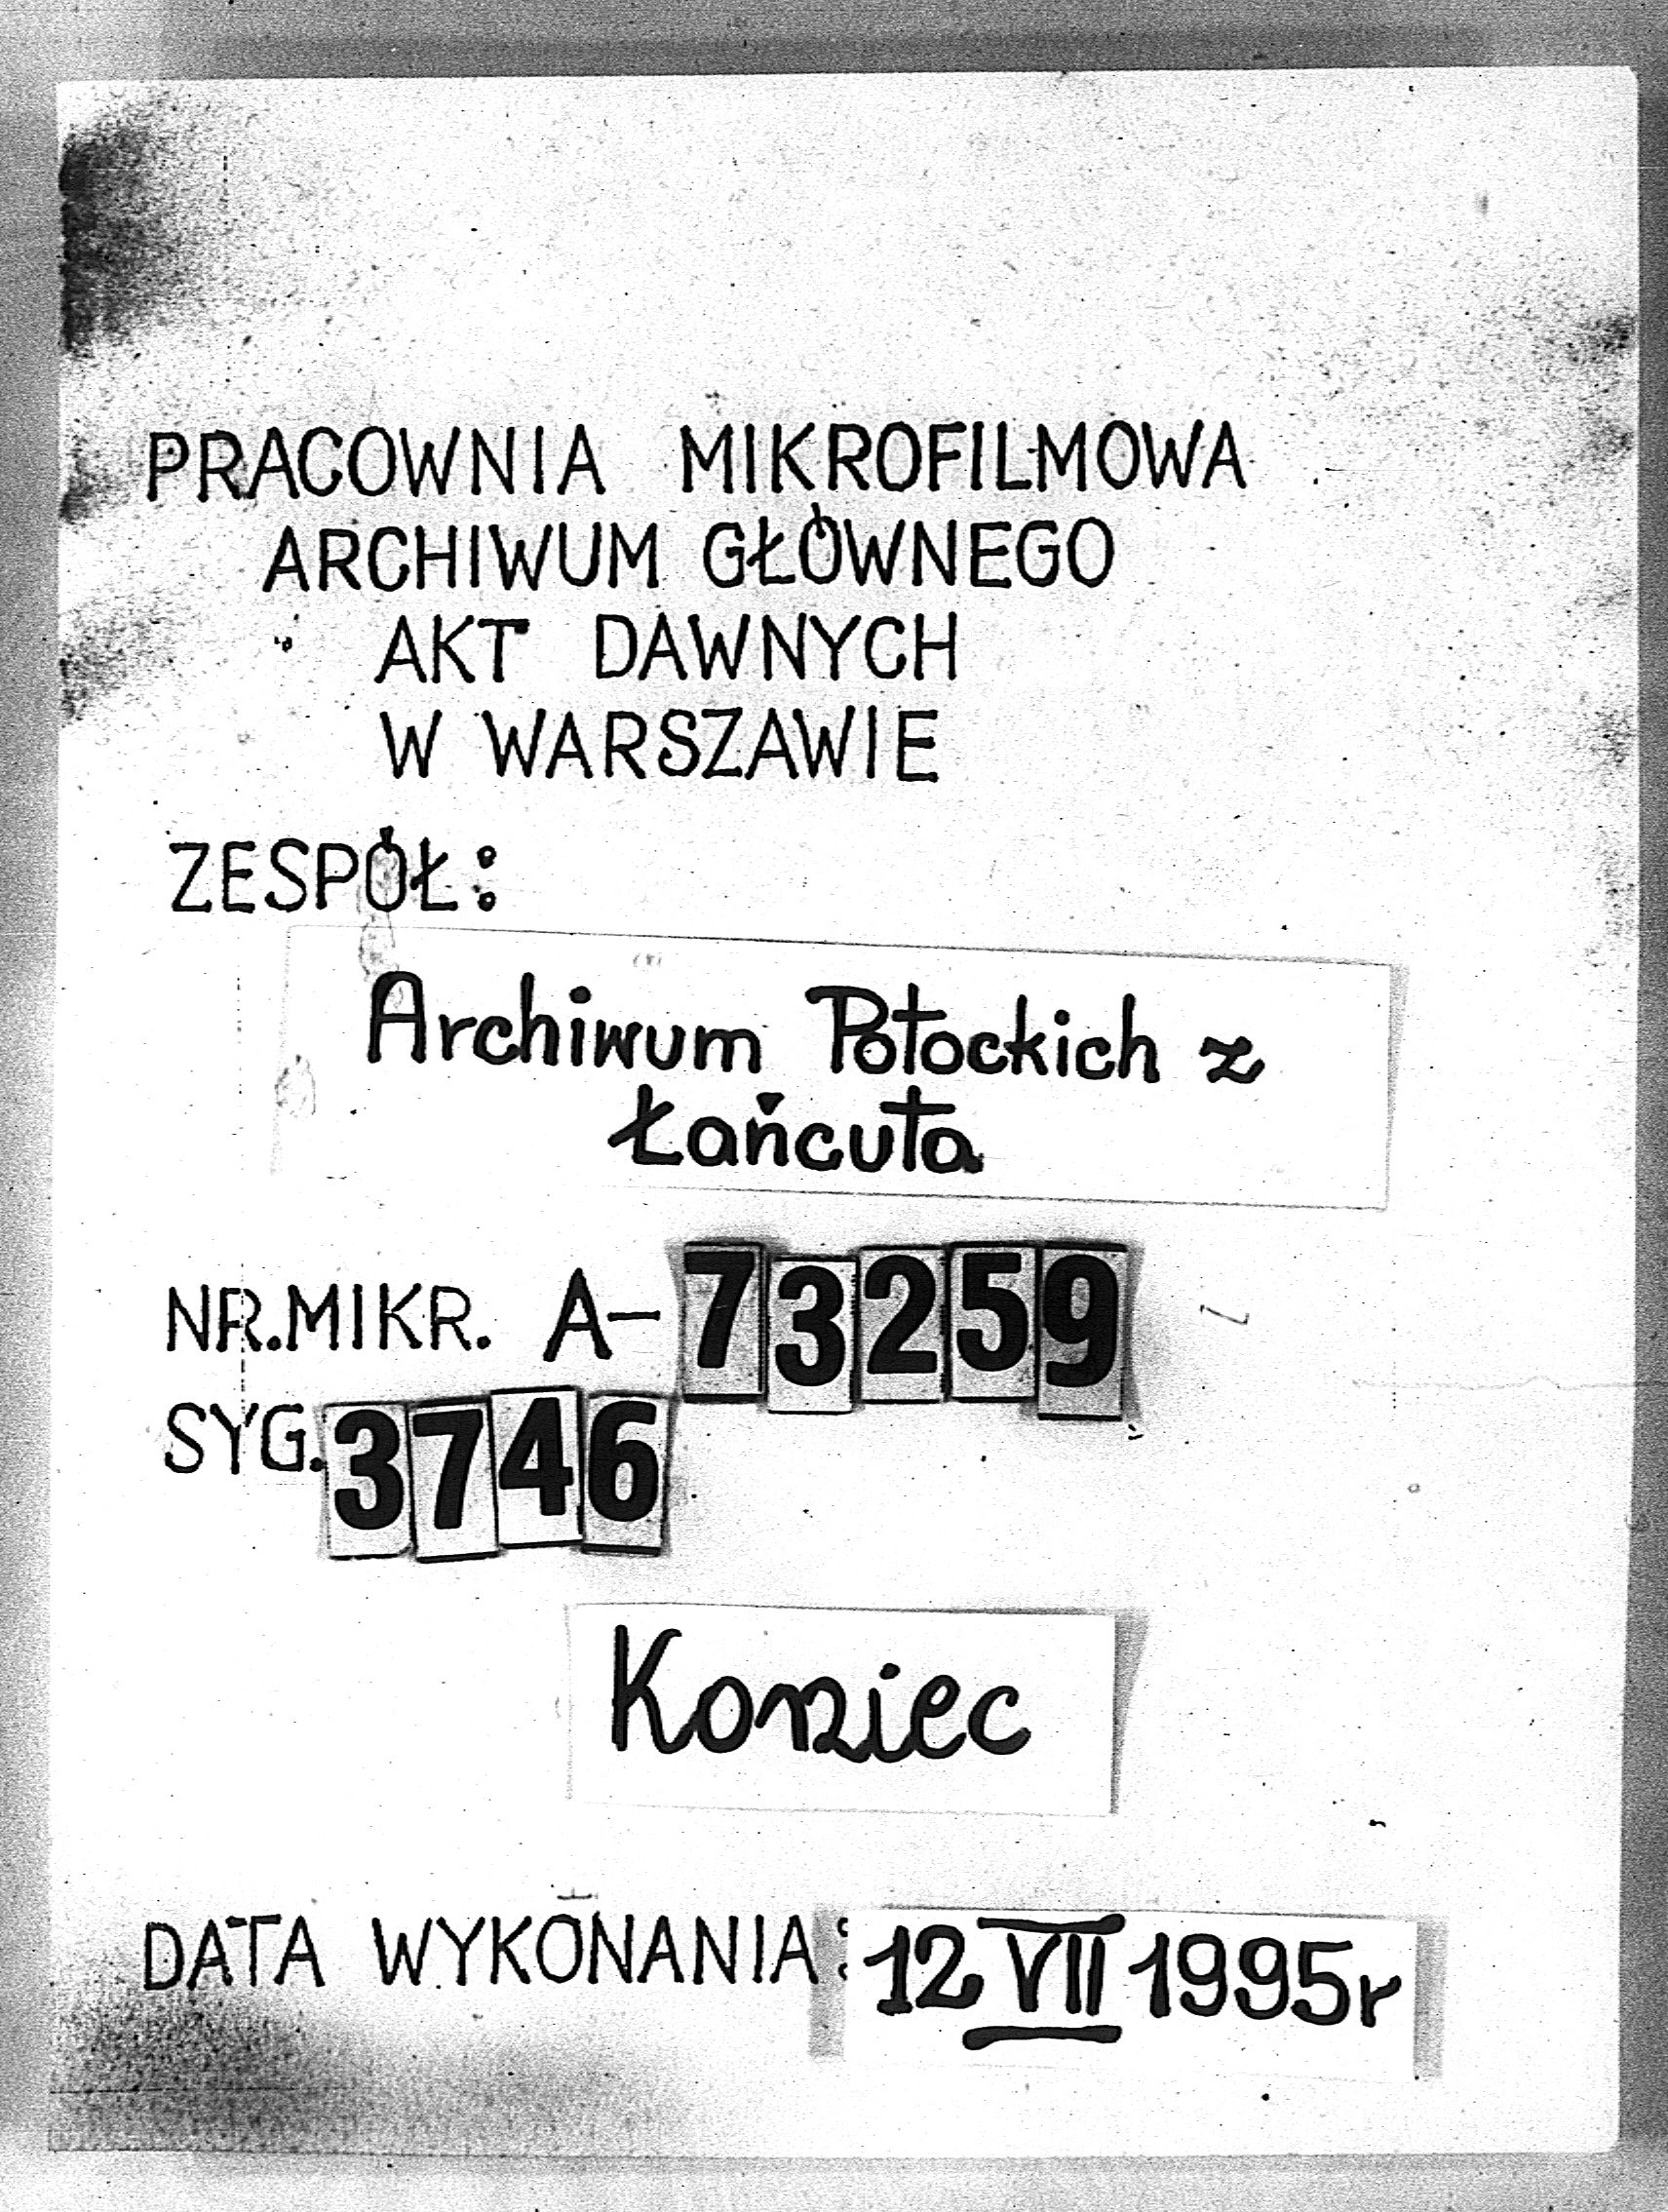 PRACOWNIA MIKROFILMOWA
ARCHIWUM GŁÓWNEGO
AKT DAWNYCH
W WARSZAWIE
ZESPÓŁ:
Archiwum Potockich z
Łańcuta
NR.MIKR. A-73259
SYG.3746
Koniec
DATA WYKONANIA: 12 VII 1995r